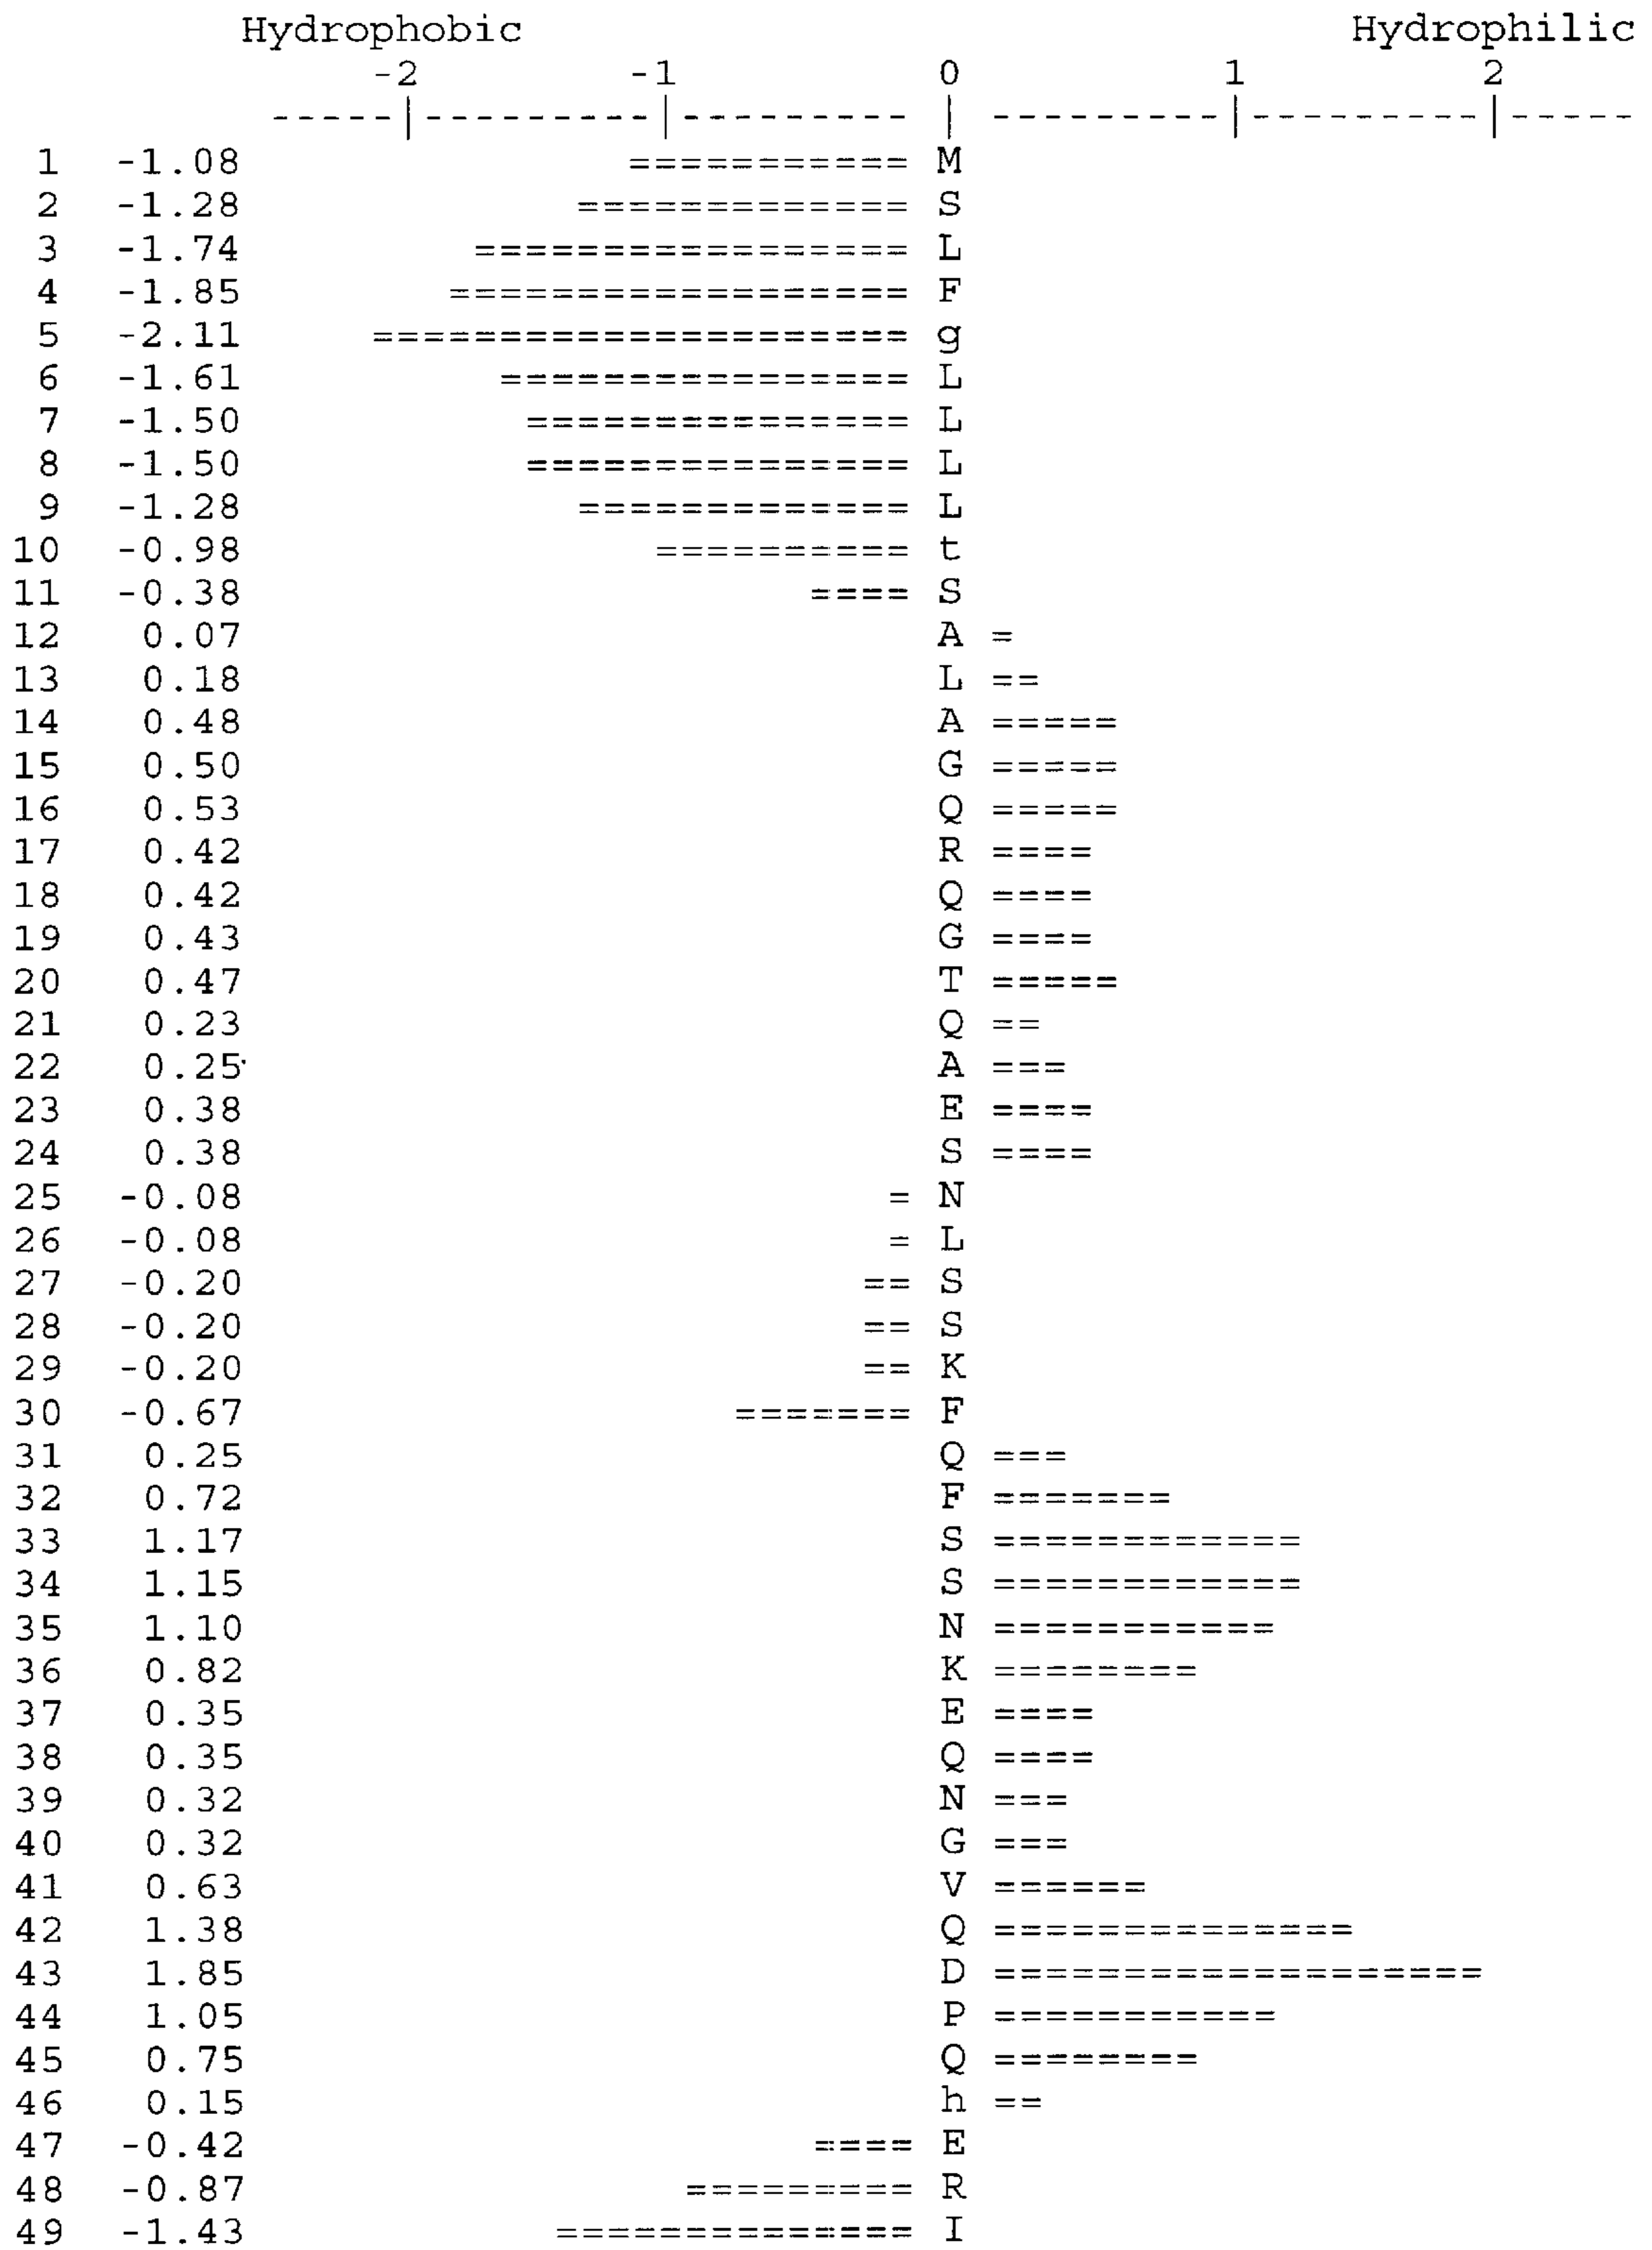 Hydrophobic Hydrophilic
-2 -1 0 1 2
-----|---------|--------- | ---------|---------|-----
1 -1.08 =========== M
2 -1.28 ============= S
3 -1.74 ================= L
4 -1.85 ================== F
5 -2.11 ===================== g
6 -1.61 ================ L
7 -1.50 =============== L
8 -1.50 =============== L
9 -1.28 ============= L
10 -0.98 ========== t
11 -0.38 ==== S
12 0.07 A =
13 0.18 L ==
14 0.48 A =====
15 0.50 G =====
16 0.53 Q =====
17 0.42 R ====
18 0.42 Q ====
19 0.43 G ====
20 0.47 T =====
21 0.23 Q ==
22 0.25 A ===
23 0.38 E ====
24 0.38 S ====
25 -0.08 = N
26 -0.08 = L
27 -0.20 == S
28 -0.20 == S
29 -0.20 == K
30 -0.67 ======= F
31 0.25 Q ===
32 0.72 F =======
33 1.17 S ============
34 1.15 S ============
35 1.10 N ===========
36 0.82 K ========
37 0.35 E ====
38 0.35 Q ====
39 0.32 N ===
40 0.32 G ===
41 0.63 V ======
42 1.38 Q ==============
43 1.85 D ===================
44 1.05 P ===========
45 0.75 Q ========
46 0.15 h ==
47 -0.42 ==== E
48 -0.87 ========= R
49 -1.43 ============== I